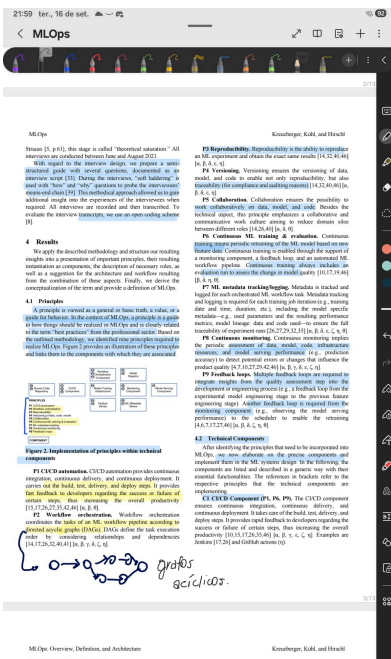 21:59 ter., 16 de set.
92
MLOps
2/13
MLOps
Kreuzberger, Kühl, and Hirschl
Strauss [5, p.61], this stage is called "theoretical saturation." All
interviews are conducted between June and August 2021.
With regard to the interview design, we prepare a semi-
structured guide with several questions, documented as an
interview script [33]. During the interviews, "soft laddering" is
used with "how" and "why" questions to probe the interviewees'
means-end chain [39]. This methodical approach allowed us to gain
additional insight into the experiences of the interviewees when
required. All interviews are recorded and then transcribed. To
evaluate the interview transcripts, we use an open coding scheme
[8].
4 Results
We apply the described methodology and structure our resulting
insights into a presentation of important principles, their resulting
instantiation as components, the description of necessary roles, as
well as a suggestion for the architecture and workflow resulting
from the combination of these aspects. Finally, we derive the
conceptualization of the term and provide a definition of MLOps.
4.1 Principles
A principle is viewed as a general or basic truth, a value, or a
guide for behavior. In the context of MLOps, a principle is a guide
to how things should be realized in MLOps and is closely related
to the term "best practices" from the professional sector. Based on
the outlined methodology, we identified nine principles required to
realize MLOps. Figure 2 provides an illustration of these principles
and links them to the components with which they are associated.
PRINCIPLES
COMPONENT
Figure 2. Implementation of principles within technical
components
P1 CI/CD automation. CI/CD automation provides continuous
integration, continuous delivery, and continuous deployment. It
carries out the build, test, delivery, and deploy steps. It provides
fast feedback to developers regarding the success or failure of
certain steps, thus increasing the overall productivity
[15,17,26,27,35,42,46] [α, β, θ].
P2 Workflow orchestration. Workflow orchestration
coordinates the tasks of an ML workflow pipeline according to
directed acyclic graphs (DAGs). DAGs define the task execution
order by considering relationships and dependencies
[14,17,26,32,40,41] [α, β, γ, δ, ζ, η].
grafos
acíclicos.
P3 Reproducibility. Reproducibility is the ability to reproduce
an ML experiment and obtain the exact same results [14,32,40,46]
[α, β, δ, ε, η].
P4 Versioning. Versioning ensures the versioning of data,
model, and code to enable not only reproducibility, but also
traceability (for compliance and auditing reasons) [14,32,40,46] [α,
β, δ, ε, η].
P5 Collaboration. Collaboration ensures the possibility to
work collaboratively on data, model, and code. Besides the
technical aspect, this principle emphasizes a collaborative and
communicative work culture aiming to reduce domain silos
between different roles [14,26,40] [α, δ, θ].
P6 Continuous ML training & evaluation. Continuous
training means periodic retraining of the ML model based on new
feature data. Continuous training is enabled through the support of
a monitoring component, a feedback loop, and an automated ML
workflow pipeline. Continuous training always includes an
evaluation run to assess the change in model quality [10,17,19,46]
[β, δ, η, θ].
P7 ML metadata tracking/logging. Metadata is tracked and
logged for each orchestrated ML workflow task. Metadata tracking
and logging is required for each training job iteration (e.g., training
date and time, duration, etc.), including the model specific
metadata—e.g., used parameters and the resulting performance
metrics, model lineage: data and code used—to ensure the full
traceability of experiment runs [26,27,29,32,35] [α, β, δ, ε, ζ, η, θ].
P8 Continuous monitoring. Continuous monitoring implies
the periodic assessment of data, model, code, infrastructure
resources, and model serving performance (e.g., prediction
accuracy) to detect potential errors or changes that influence the
product quality [4,7,10,27,29,42,46] [α, β, γ, δ, ε, ζ, η].
P9 Feedback loops. Multiple feedback loops are required to
integrate insights from the quality assessment step into the
development or engineering process (e.g., a feedback loop from the
experimental model engineering stage to the previous feature
engineering stage). Another feedback loop is required from the
monitoring component (e.g., observing the model serving
performance) to the scheduler to enable the retraining
[4,6,7,17,27,46] [α, β, δ, ζ, η, θ].
4.2 Technical Components
After identifying the principles that need to be incorporated into
MLOps, we now elaborate on the precise components and
implement them in the ML systems design. In the following, the
components are listed and described in a generic way with their
essential functionalities. The references in brackets refer to the
respective principles that the technical components are
implementing.
C1 CI/CD Component (P1, P6, P9). The CI/CD component
ensures continuous integration, continuous delivery, and
continuous deployment. It takes care of the build, test, delivery, and
deploy steps. It provides rapid feedback to developers regarding the
success or failure of certain steps, thus increasing the overall
productivity [10,15,17,26,35,46] [α, β, γ, ε, ζ, η]. Examples are
Jenkins [17,26] and GitHub actions (η).
3/13
MLOps: Overview, Definition, and Architecture
Kreuzberger, Kühl, and Hirschl